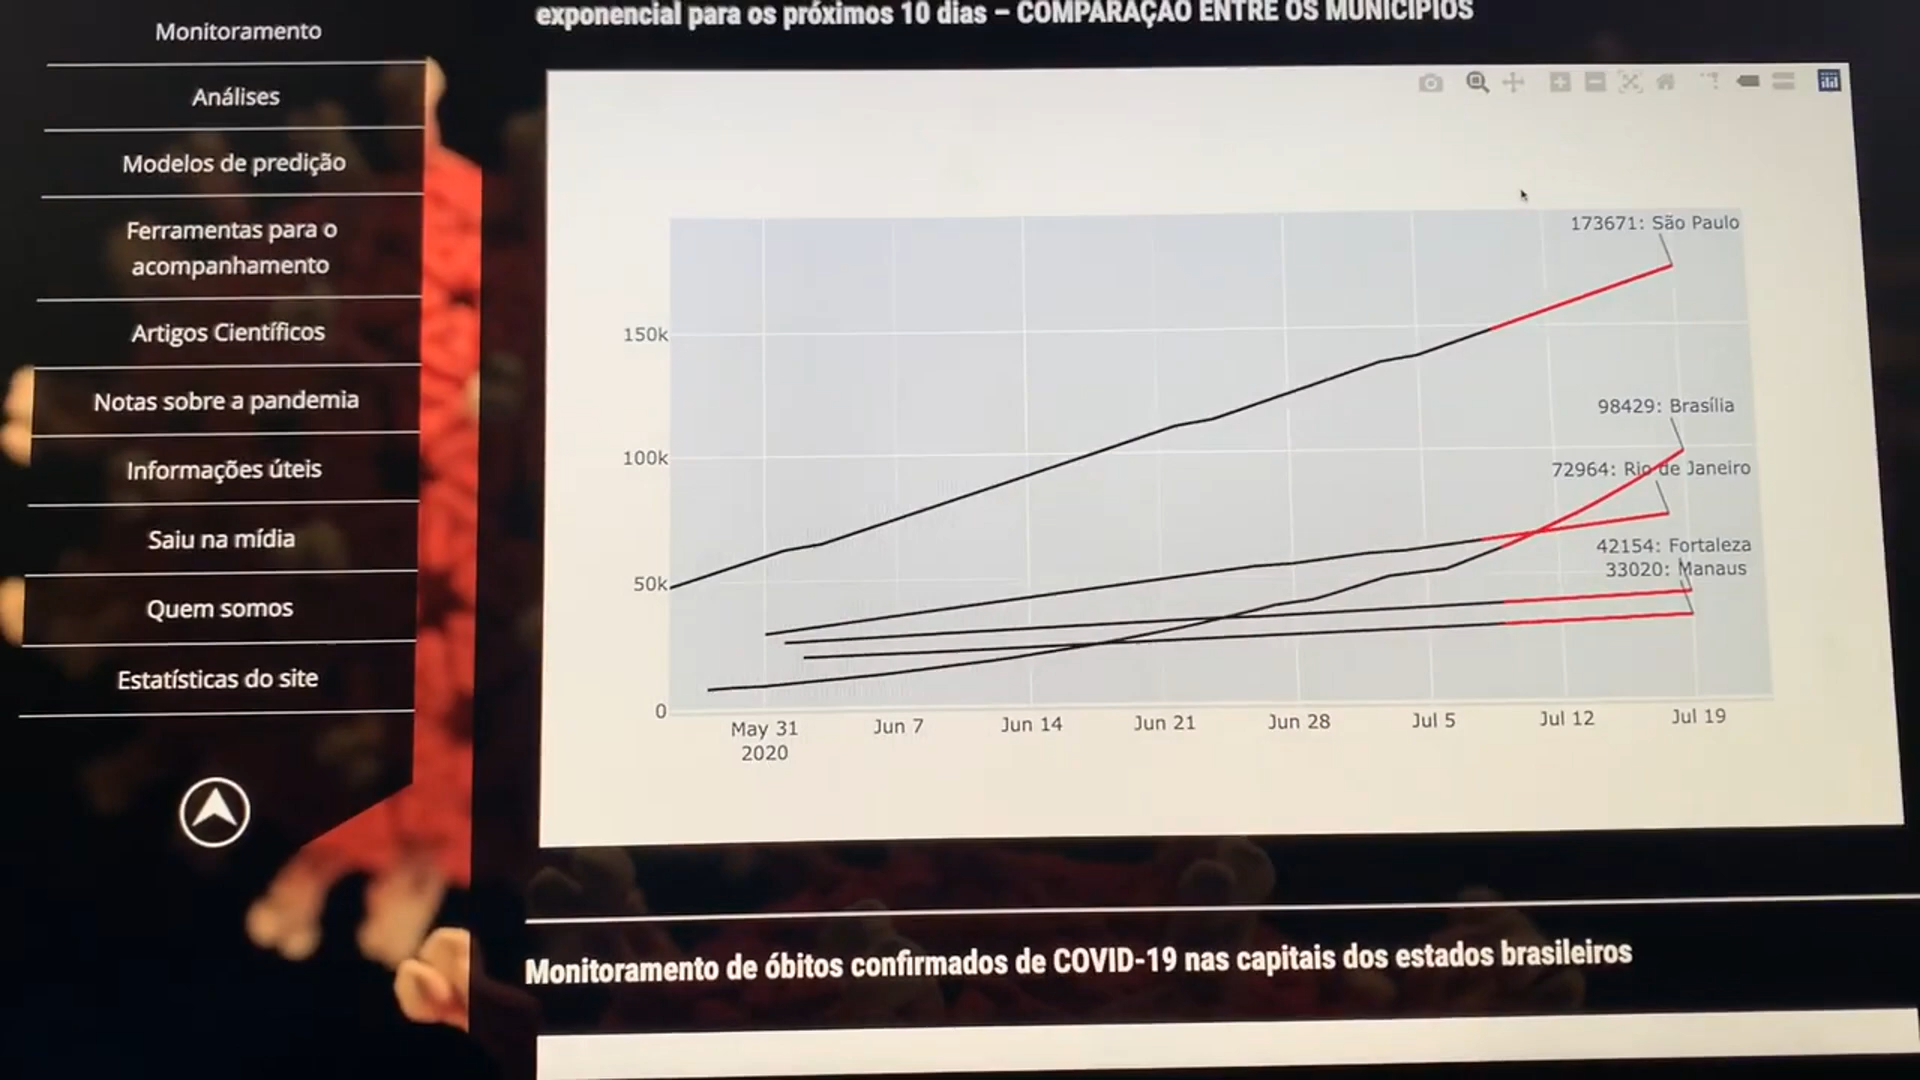 Monitoramento
Análises
Modelos de predição
Ferramentas para o
acompanhamento
Artigos Científicos
Notas sobre a pandemia
Informações úteis
Saiu na mídia
Quem somos
Estatísticas do site
exponencial para os próximos 10 dias – COMPARAÇÃO ENTRE OS MUNICÍPIOS
173671: São Paulo
150k
98429: Brasília
100k
72964: Rio de Janeiro
42154: Fortaleza
33020: Manaus
50k
0
May 31 Jun 7 Jun 14 Jun 21 Jun 28 Jul 5 Jul 12 Jul 19
2020
Monitoramento de óbitos confirmados de COVID-19 nas capitais dos estados brasileiros